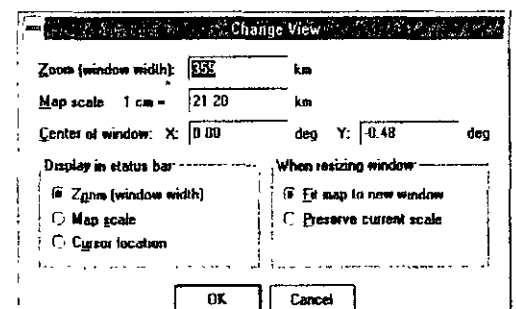 Change View
Zoom (window width): 359 km
Map scale 1 cm = 21.20 km
Center of window: X: 0.00 deg Y: -0.48 deg
Display in status bar
Zoom (window width)
Map scale
Cursor location
When resizing window
Fit map to new window
Preserve current scale
OK Cancel